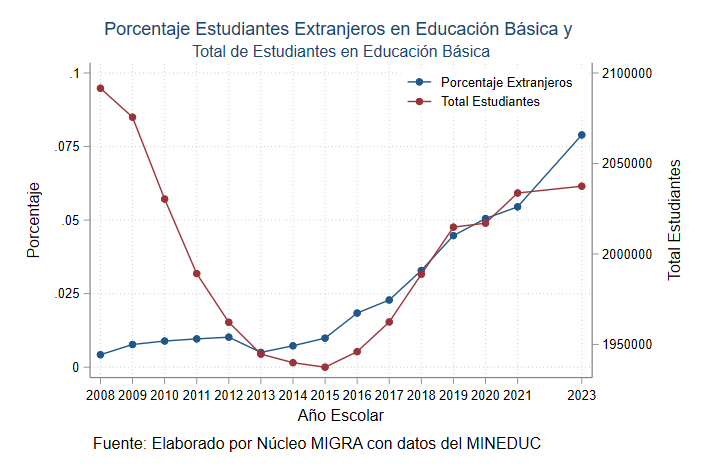 Porcentaje Estudiantes Extranjeros en Educación Básica y
Total de Estudiantes en Educación Básica
Porcentaje Extranjeros
Total Estudiantes
.1
.075
.05
.025
0
Porcentaje
2100000
2050000
2000000
1950000
Total Estudiantes
2008 2009 2010 2011 2012 2013 2014 2015 2016 2017 2018 2019 2020 2021 2023
Año Escolar
Fuente: Elaborado por Núcleo MIGRA con datos del MINEDUC